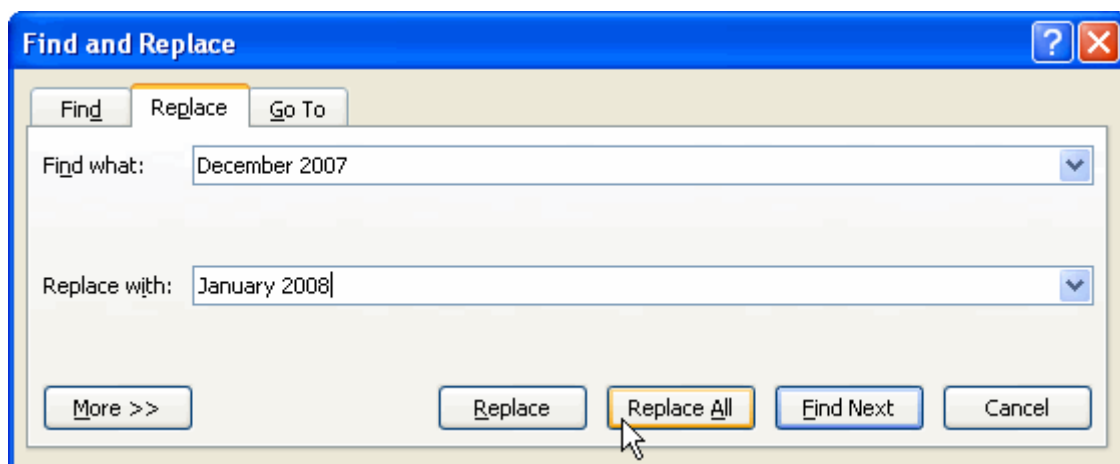 Find and Replace
Find Replace Go To
Find what: December 2007
Replace with: January 2008
More >> Replace Replace All Find Next Cancel